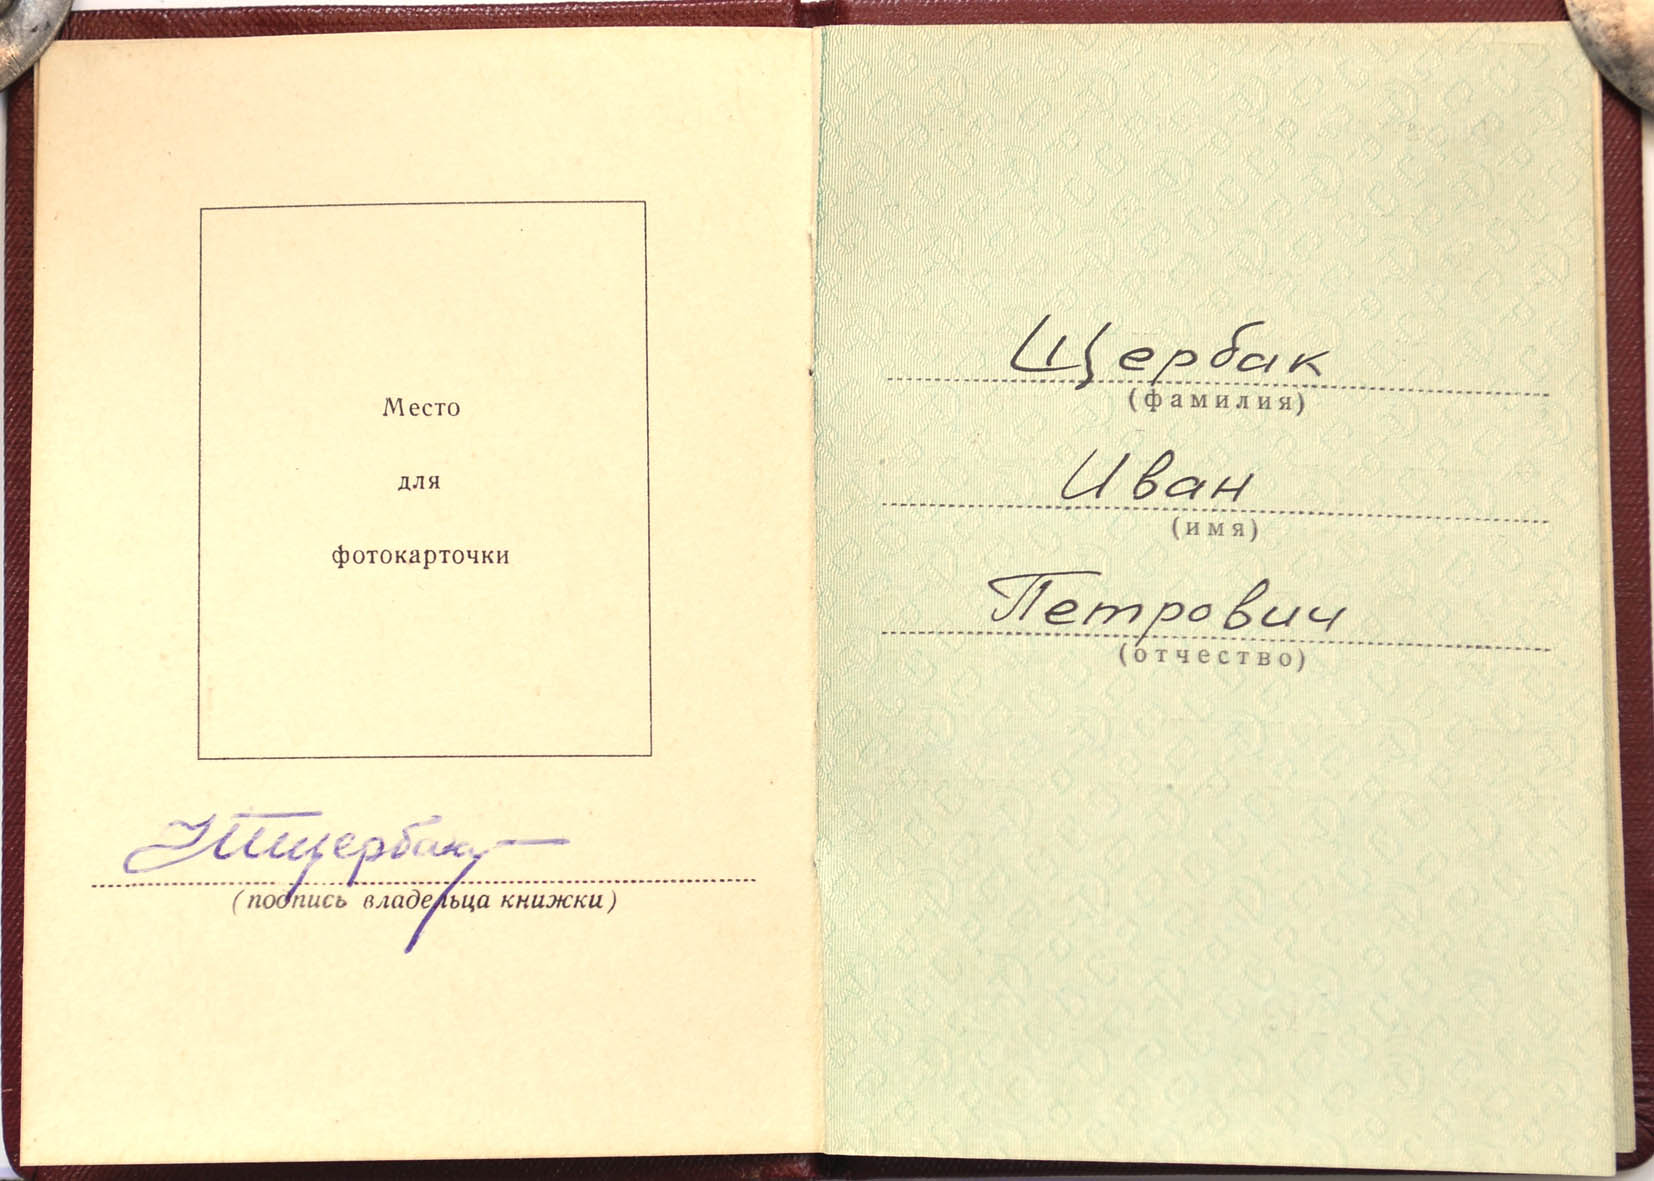 Место
для
фотокарточки
Щербак
(подпись владельца книжки)
Щербак
(фамилия)
Иван
(имя)
Петрович
(отчество)